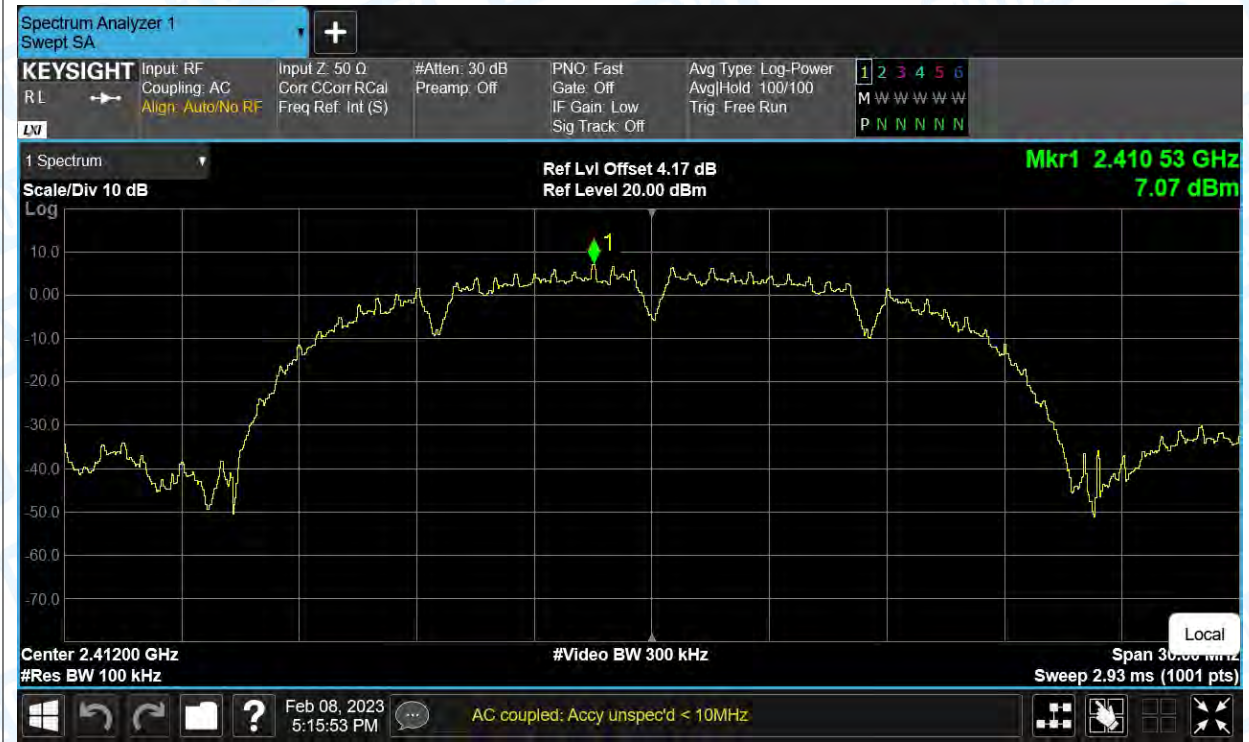 Spectrum Analyzer 1
Swept SA
+
KEYSIGHT
RL
LXI
Input: RF
Coupling: AC
Align: Auto/No RF
Input Z: 50 Ω
Corr CCorr RCal
Freq Ref: Int (S)
#Atten: 30 dB
Preamp: Off
PNO: Fast
Gate: Off
IF Gain: Low
Sig Track: Off
Avg Type: Log-Power
Avg|Hold: 100/100
Trig: Free Run
1 2 3 4 5 6
M W W W W W
P N N N N N
1 Spectrum
Scale/Div 10 dB
Log
Ref Lvl Offset 4.17 dB
Ref Level 20.00 dBm
Mkr1 2.410 53 GHz
7.07 dBm
1
10.0
0.00
-10.0
-20.0
-30.0
-40.0
-50.0
-60.0
-70.0
Local
Center 2.41200 GHz
#Res BW 100 kHz
#Video BW 300 kHz
Span 30.00 MHz
Sweep 2.93 ms (1001 pts)
?
Feb 08, 2023
5:15:53 PM
AC coupled: Accy unspec'd < 10MHz